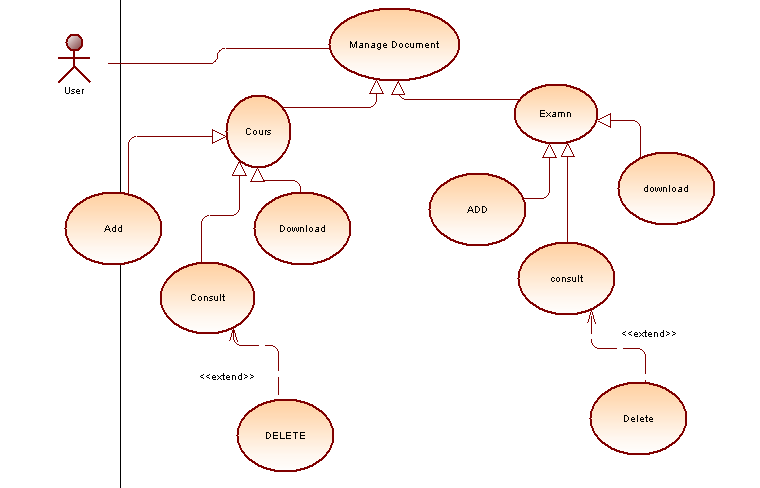 Manage Document
User
Cours
Examn
Add
Download
ADD
download
Consult
consult
<<extend>>
<<extend>>
DELETE
Delete